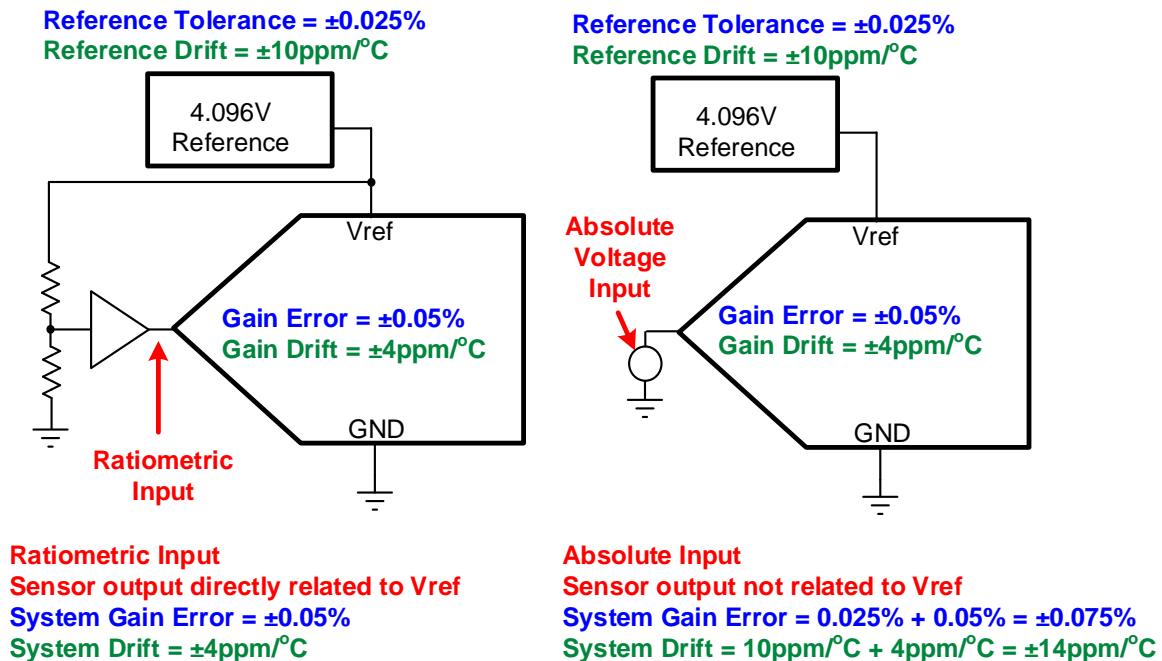 Reference Tolerance = ±0.025%
Reference Drift = ±10ppm/°C
4.096V
Reference
Vref
Gain Error = ±0.05%
Gain Drift = ±4ppm/°C
GND
Ratiometric
Input
Ratiometric Input
Sensor output directly related to Vref
System Gain Error = ±0.05%
System Drift = ±4ppm/°C
Reference Tolerance = ±0.025%
Reference Drift = ±10ppm/°C
4.096V
Reference
Absolute
Voltage
Input
Vref
Gain Error = ±0.05%
Gain Drift = ±4ppm/°C
GND
Absolute Input
Sensor output not related to Vref
System Gain Error = 0.025% + 0.05% = ±0.075%
System Drift = 10ppm/°C + 4ppm/°C = ±14ppm/°C